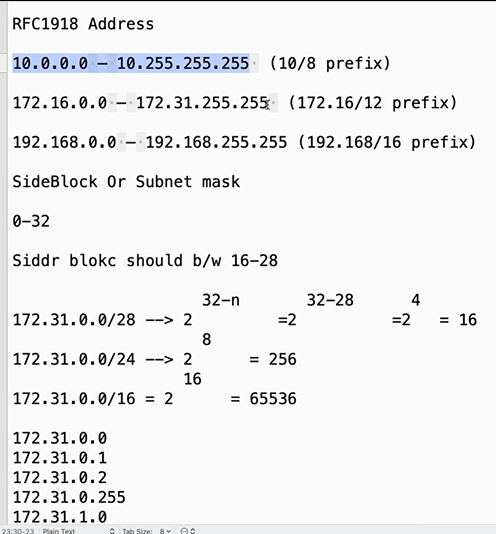 RFC1918 Address
10.0.0.0 – 10.255.255.255 (10/8 prefix)
172.16.0.0 – 172.31.255.255 (172.16/12 prefix)
192.168.0.0 – 192.168.255.255 (192.168/16 prefix)
SideBlock Or Subnet mask
0-32
Siddr blokc should b/w 16-28
32-n 32-28 4
172.31.0.0/28 --> 2 =2 =2 = 16
8
172.31.0.0/24 --> 2 = 256
16
172.31.0.0/16 = 2 = 65536
172.31.0.0
172.31.0.1
172.31.0.2
172.31.0.255
172.31.1.0
23:30-23 Plain Text Tab Size: 8